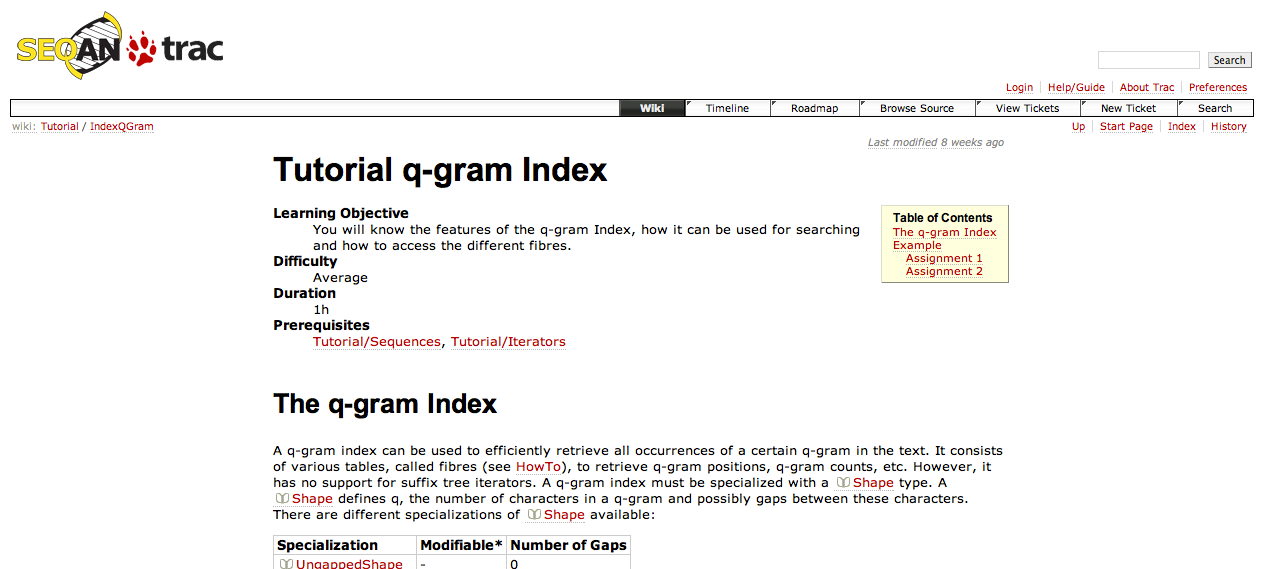 SEQAN trac
Search
Login Help/Guide About Trac Preferences
Wiki Timeline Roadmap Browse Source View Tickets New Ticket Search
wiki: Tutorial / IndexQGram Up Start Page Index History
Last modified 8 weeks ago
Tutorial q-gram Index
Learning Objective
You will know the features of the q-gram Index, how it can be used for searching
and how to access the different fibres.
Difficulty
Average
Duration
1h
Prerequisites
Tutorial/Sequences, Tutorial/Iterators
Table of Contents
The q-gram Index
Example
Assignment 1
Assignment 2
The q-gram Index
A q-gram index can be used to efficiently retrieve all occurrences of a certain q-gram in the text. It consists
of various tables, called fibres (see HowTo), to retrieve q-gram positions, q-gram counts, etc. However, it
has no support for suffix tree iterators. A q-gram index must be specialized with a Shape type. A
Shape defines q, the number of characters in a q-gram and possibly gaps between these characters.
There are different specializations of Shape available:
Specialization Modifiable* Number of Gaps
UngappedShape - 0